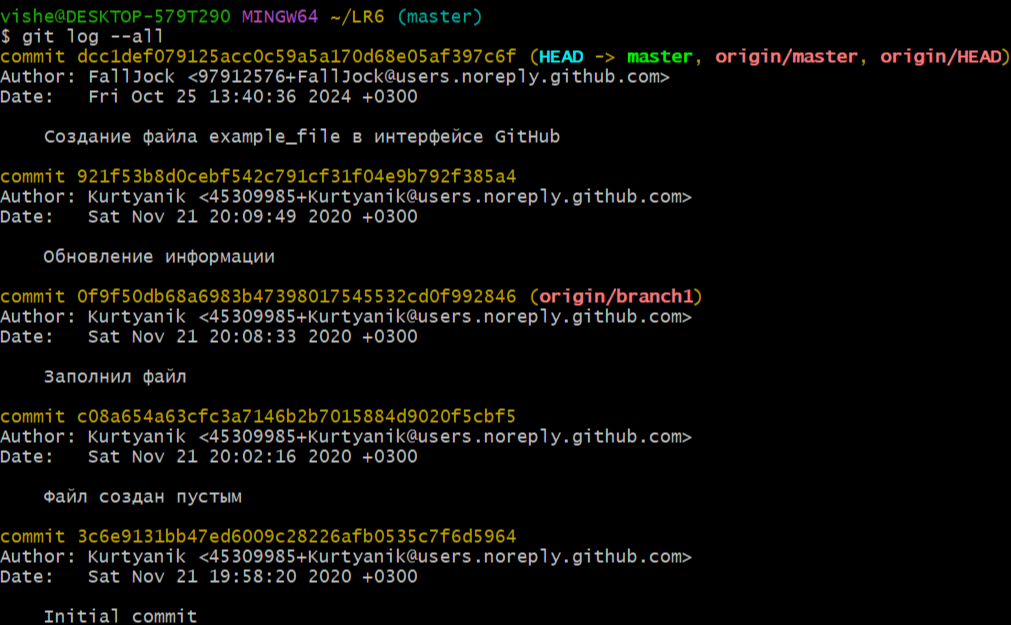 vishe@DESKTOP-579T290 MINGW64 ~/LR6 (master)
$ git log --all
commit dcc1def079125acc0c59a5a170d68e05af397c6f (HEAD -> master, origin/master, origin/HEAD)
Author: FallJock <97912576+FallJock@users.noreply.github.com>
Date:   Fri Oct 25 13:40:36 2024 +0300
Создание файла example_file в интерфейсе GitHub
commit 921f53b8d0cebf542c791cf31f04e9b792f385a4
Author: Kurtyanik <45309985+Kurtyanik@users.noreply.github.com>
Date:   Sat Nov 21 20:09:49 2020 +0300
Обновление информации
commit 0f9f50db68a6983b47398017545532cd0f992846 (origin/branch1)
Author: Kurtyanik <45309985+Kurtyanik@users.noreply.github.com>
Date:   Sat Nov 21 20:08:33 2020 +0300
Заполнил файл
commit c08a654a63cfc3a7146b2b7015884d9020f5cbf5
Author: Kurtyanik <45309985+Kurtyanik@users.noreply.github.com>
Date:   Sat Nov 21 20:02:16 2020 +0300
Файл создан пустым
commit 3c6e9131bb47ed6009c28226afb0535c7f6d5964
Author: Kurtyanik <45309985+Kurtyanik@users.noreply.github.com>
Date:   Sat Nov 21 19:58:20 2020 +0300
Initial commit